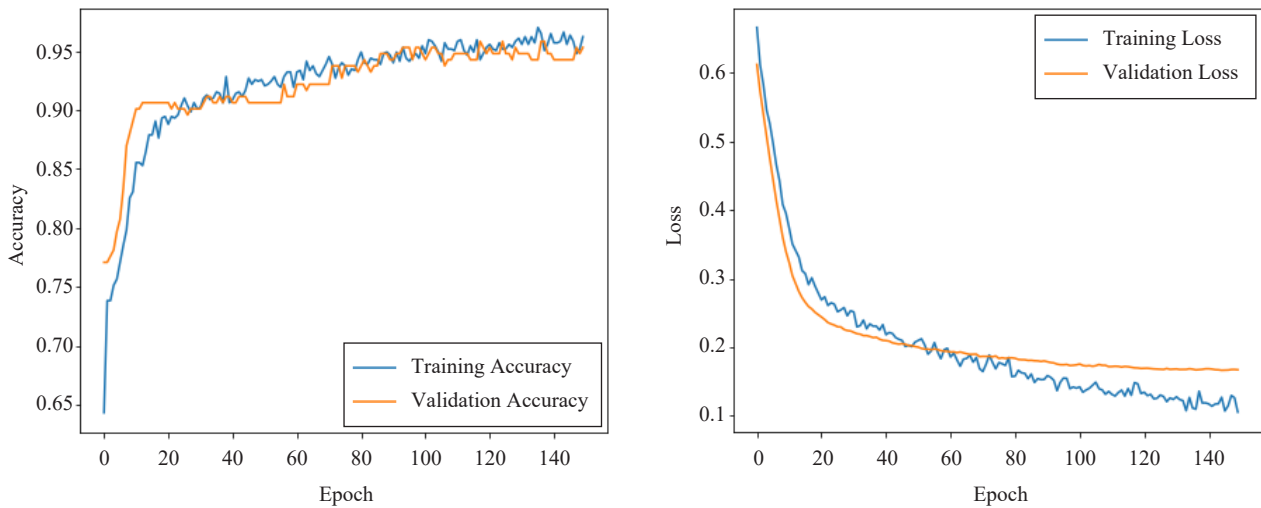 0.95
0.90
0.85
0.80
0.75
0.70
0.65
Accuracy
Training Accuracy
Validation Accuracy
0 20 40 60 80 100 120 140
Epoch
0.6
0.5
0.4
0.3
0.2
0.1
Loss
Training Loss
Validation Loss
0 20 40 60 80 100 120 140
Epoch